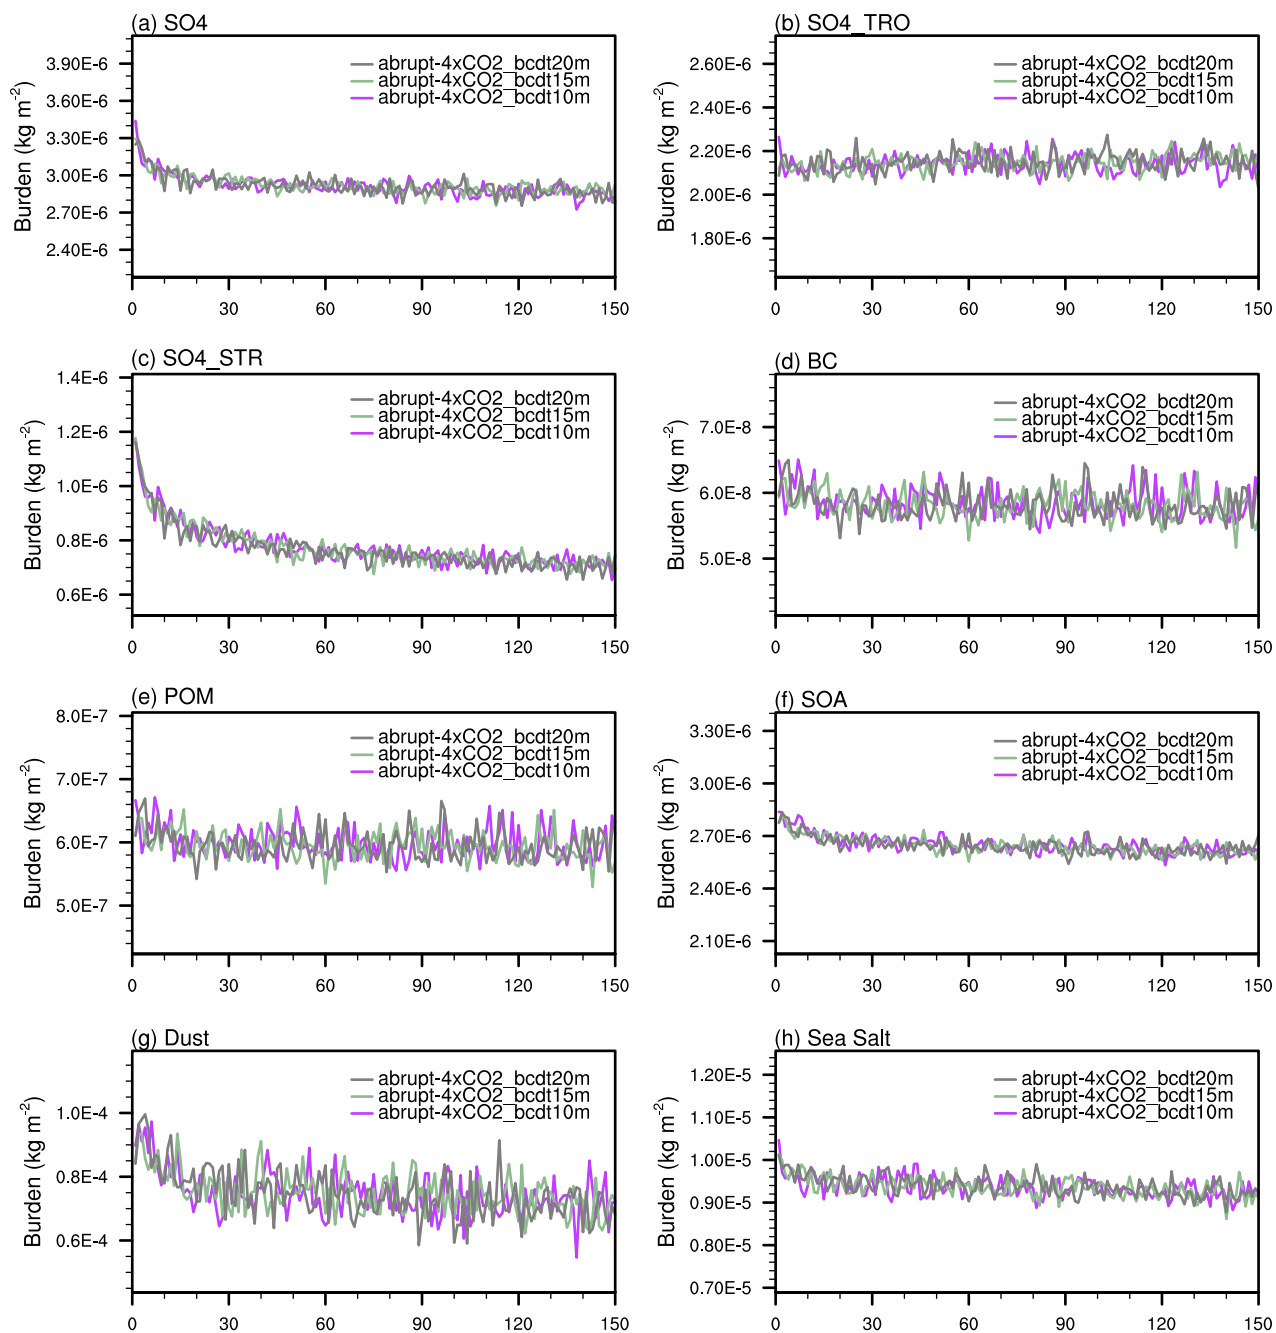 (a) SO4
abrupt-4xCO2_bcdt20m
abrupt-4xCO2_bcdt15m
abrupt-4xCO2_bcdt10m
Burden (kg m-2)
3.90E-6
3.60E-6
3.30E-6
3.00E-6
2.70E-6
2.40E-6
0 30 60 90 120 150
(b) SO4_TRO
abrupt-4xCO2_bcdt20m
abrupt-4xCO2_bcdt15m
abrupt-4xCO2_bcdt10m
Burden (kg m-2)
2.60E-6
2.40E-6
2.20E-6
2.00E-6
1.80E-6
0 30 60 90 120 150
(c) SO4_STR
abrupt-4xCO2_bcdt20m
abrupt-4xCO2_bcdt15m
abrupt-4xCO2_bcdt10m
Burden (kg m-2)
1.4E-6
1.2E-6
1.0E-6
0.8E-6
0.6E-6
0 30 60 90 120 150
(d) BC
abrupt-4xCO2_bcdt20m
abrupt-4xCO2_bcdt15m
abrupt-4xCO2_bcdt10m
Burden (kg m-2)
7.0E-8
6.0E-8
5.0E-8
0 30 60 90 120 150
(e) POM
abrupt-4xCO2_bcdt20m
abrupt-4xCO2_bcdt15m
abrupt-4xCO2_bcdt10m
Burden (kg m-2)
8.0E-7
7.0E-7
6.0E-7
5.0E-7
0 30 60 90 120 150
(f) SOA
abrupt-4xCO2_bcdt20m
abrupt-4xCO2_bcdt15m
abrupt-4xCO2_bcdt10m
Burden (kg m-2)
3.30E-6
3.00E-6
2.70E-6
2.40E-6
2.10E-6
0 30 60 90 120 150
(g) Dust
abrupt-4xCO2_bcdt20m
abrupt-4xCO2_bcdt15m
abrupt-4xCO2_bcdt10m
Burden (kg m-2)
1.0E-4
0.8E-4
0.6E-4
0 30 60 90 120 150
(h) Sea Salt
abrupt-4xCO2_bcdt20m
abrupt-4xCO2_bcdt15m
abrupt-4xCO2_bcdt10m
Burden (kg m-2)
1.20E-5
1.10E-5
1.00E-5
0.90E-5
0.80E-5
0.70E-5
0 30 60 90 120 150